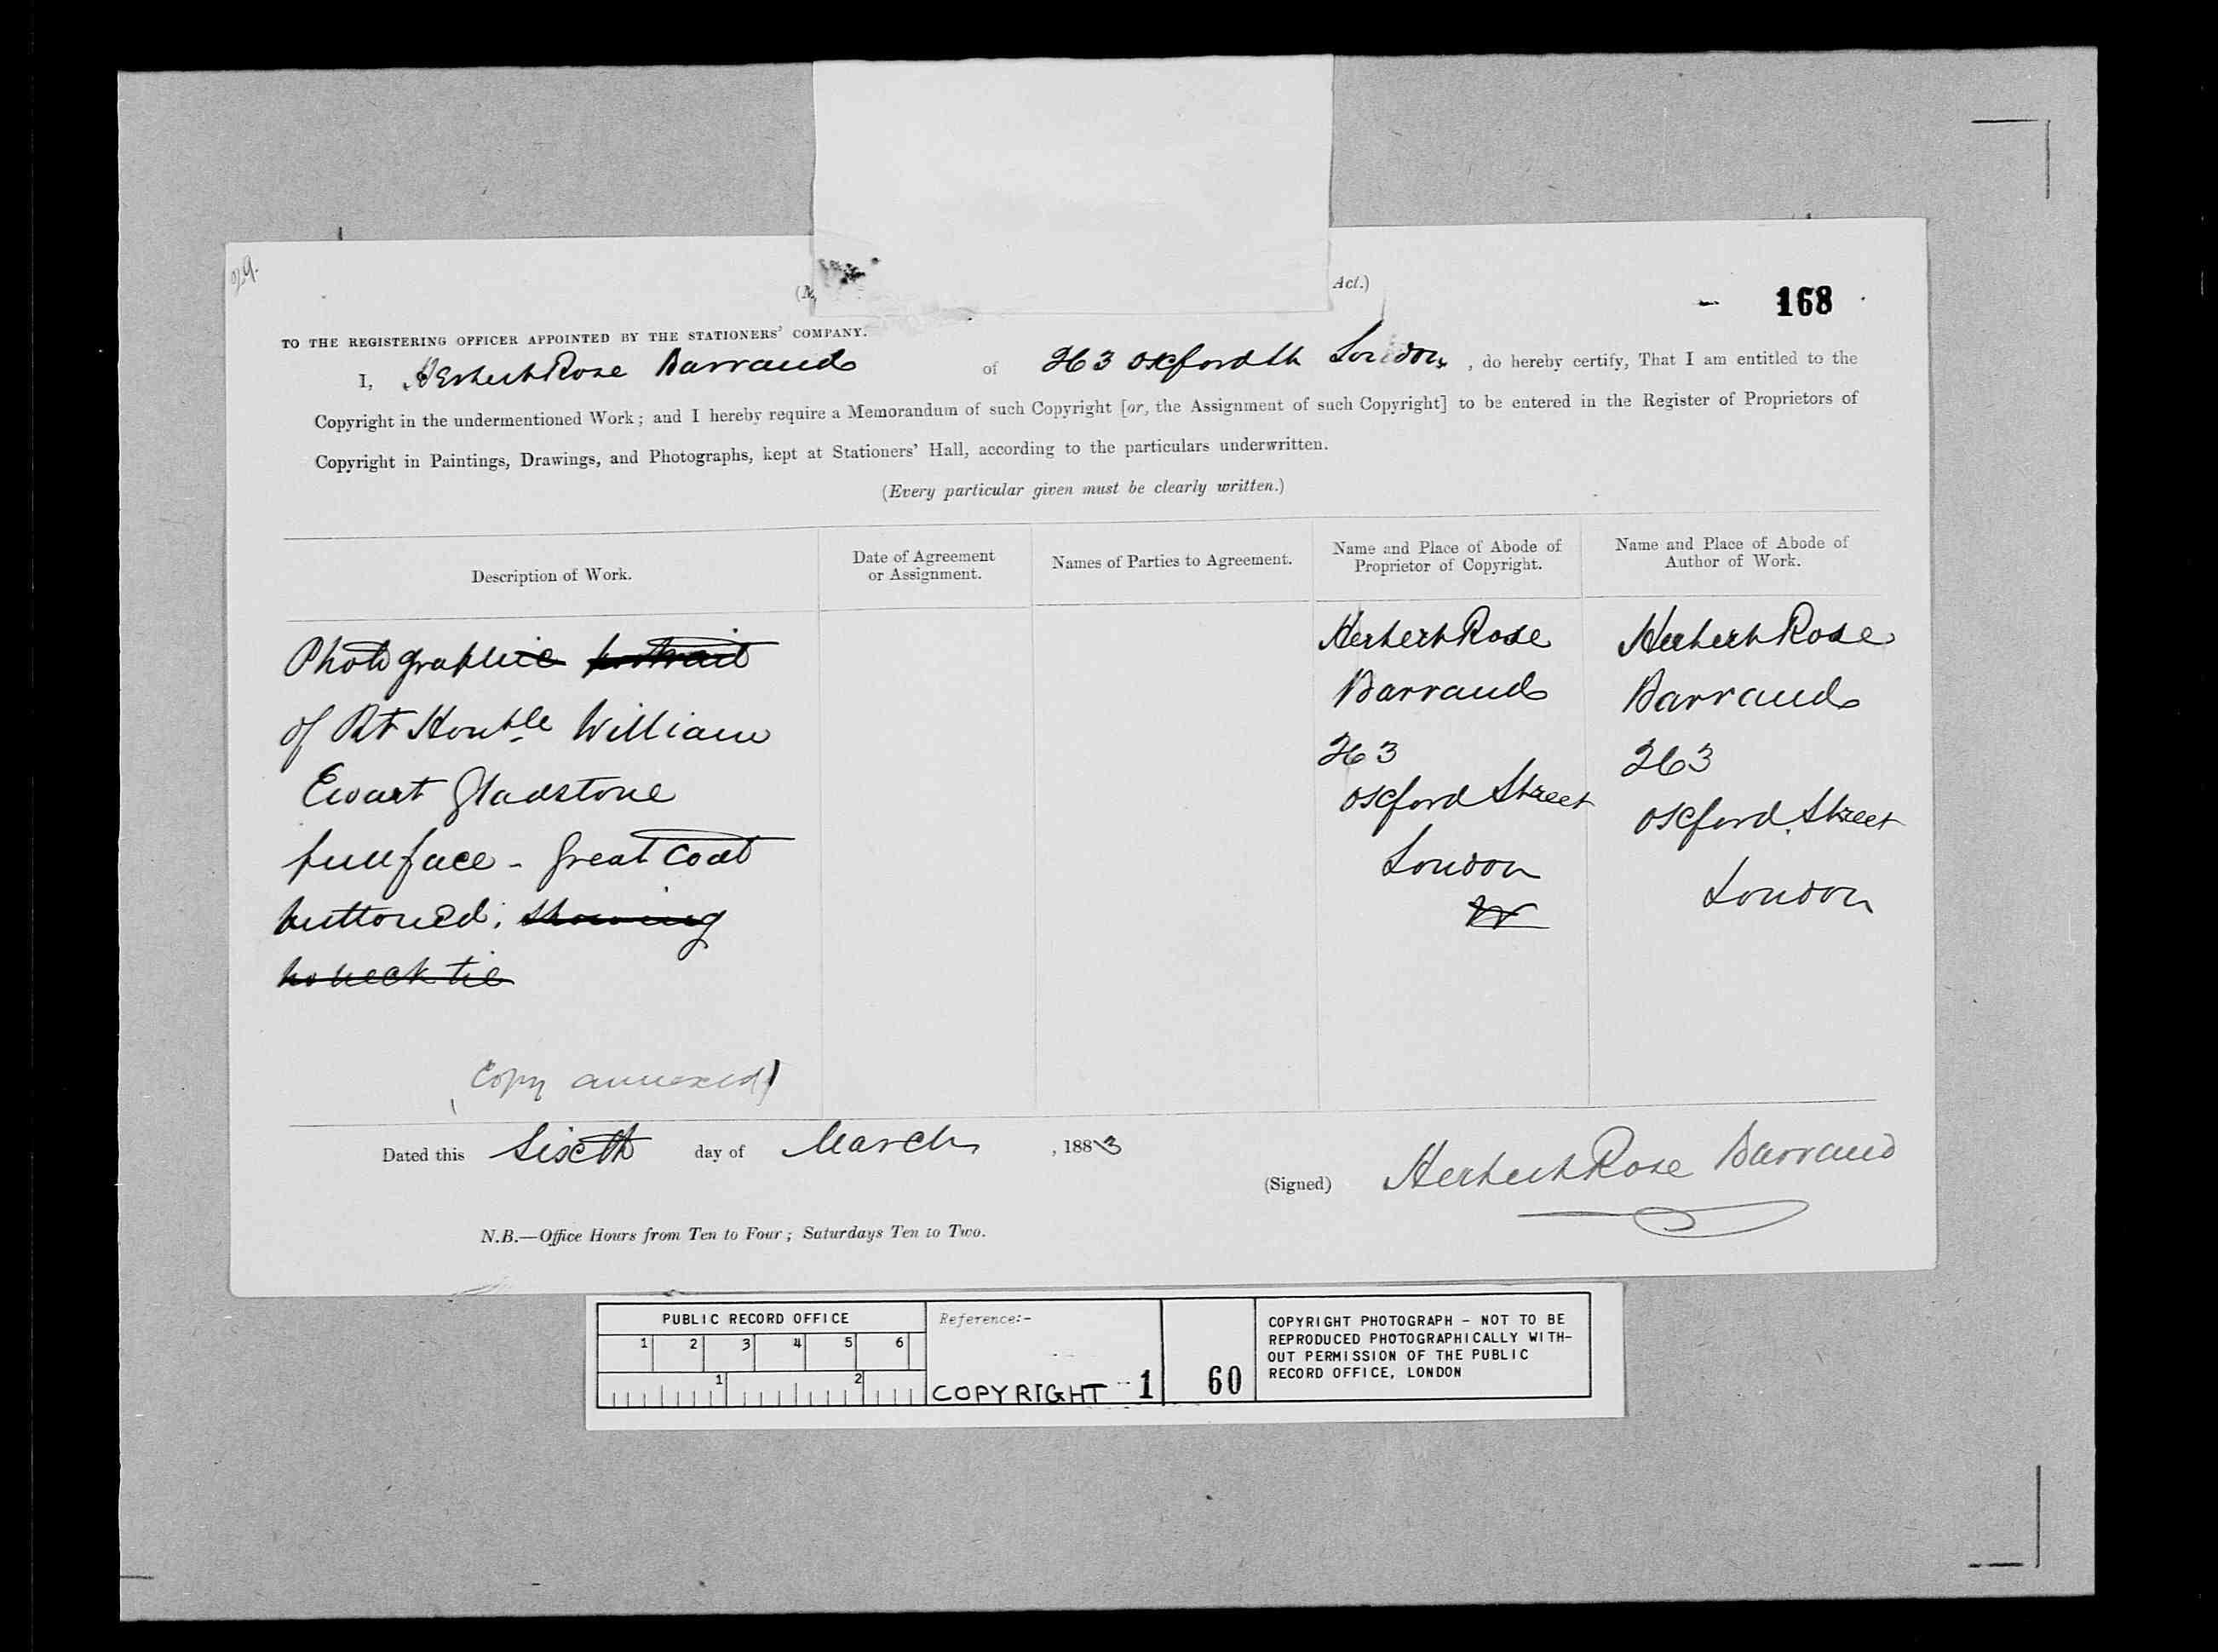 Act.)
168
TO THE REGISTERING OFFICER APPOINTED BY THE STATIONERS' COMPANY.
I, Herbert Rose Barraud of 263 Oxford St London, do hereby certify, That I am entitled to the
Copyright in the undermentioned Work; and I hereby require a Memorandum of such Copyright [or, the Assignment of such Copyright] to be entered in the Register of Proprietors of
Copyright in Paintings, Drawings, and Photographs, kept at Stationers' Hall, according to the particulars underwritten.
(Every particular given must be clearly written.)
Description of Work.
Date of Agreement
or Assignment.
Names of Parties to Agreement.
Name and Place of Abode of
Proprietor of Copyright.
Name and Place of Abode of
Author of Work.
Photographic portrait
of Rt Honble William
Ewart Gladstone
full face - Great Coat
buttoned; showing
no neck tie
Copy annexed)
Herbert Rose
Barraud
263
Oxford Street
London
W
Herbert Rose
Barraud
263
Oxford Street
London
Dated this Sixth day of March, 1883
(Signed) Herbert Rose Barraud
N.B.—Office Hours from Ten to Four; Saturdays Ten to Two.
PUBLIC RECORD OFFICE
1 2 3 4 5 6
1 2
Reference:-
COPYRIGHT 1 60
COPYRIGHT PHOTOGRAPH - NOT TO BE
REPRODUCED PHOTOGRAPHICALLY WITH-
OUT PERMISSION OF THE PUBLIC
RECORD OFFICE, LONDON